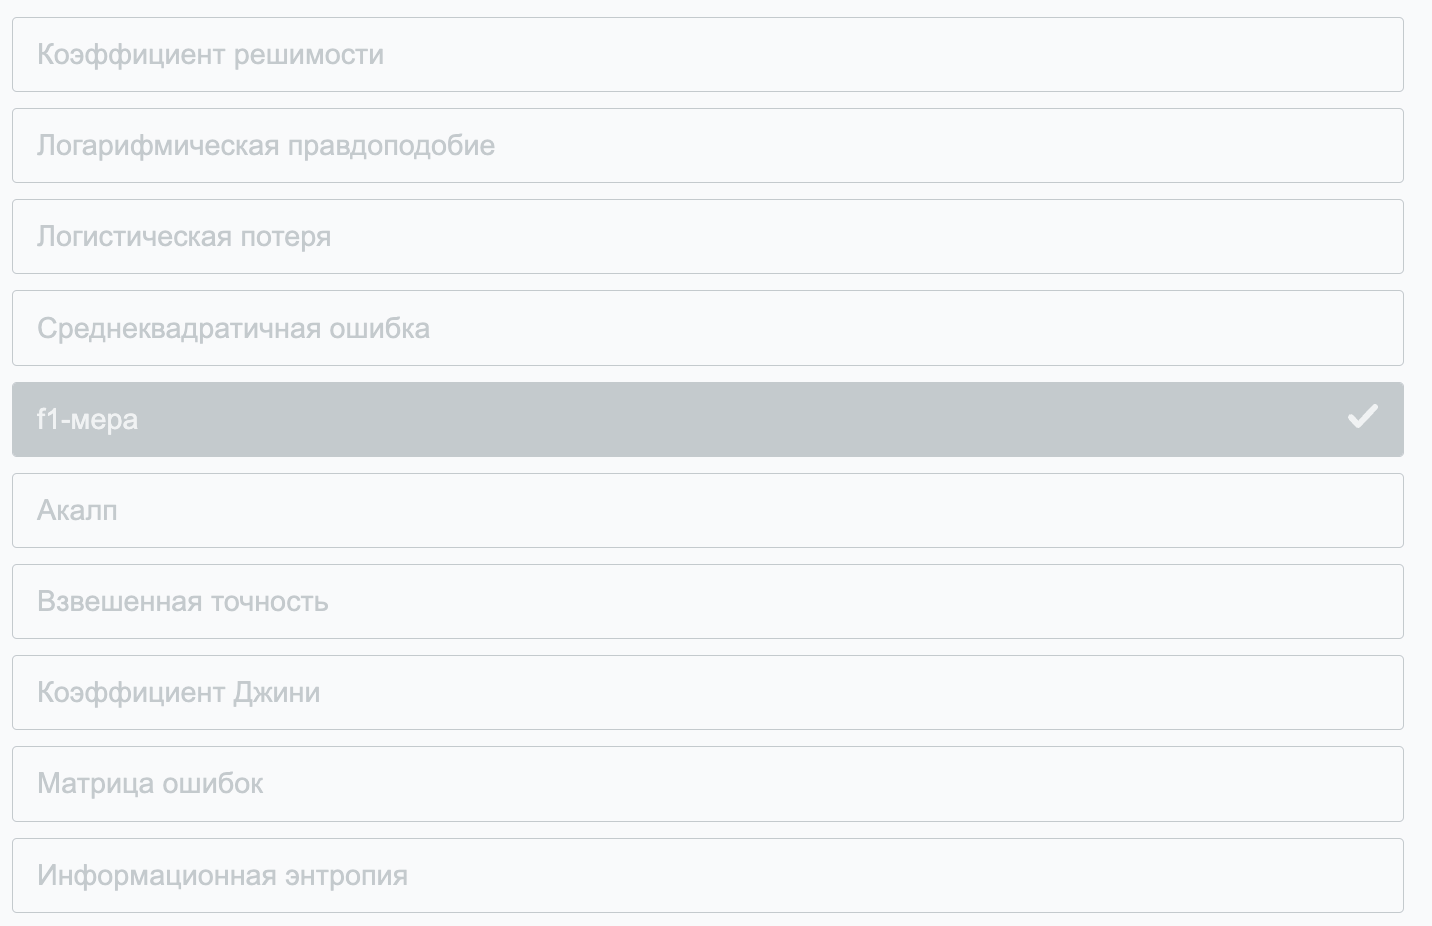 Коэффициент решимости
Логарифмическая правдоподобие
Логистическая потеря
Среднеквадратичная ошибка
f1-мера
Акалп
Взвешенная точность
Коэффициент Джини
Матрица ошибок
Информационная энтропия